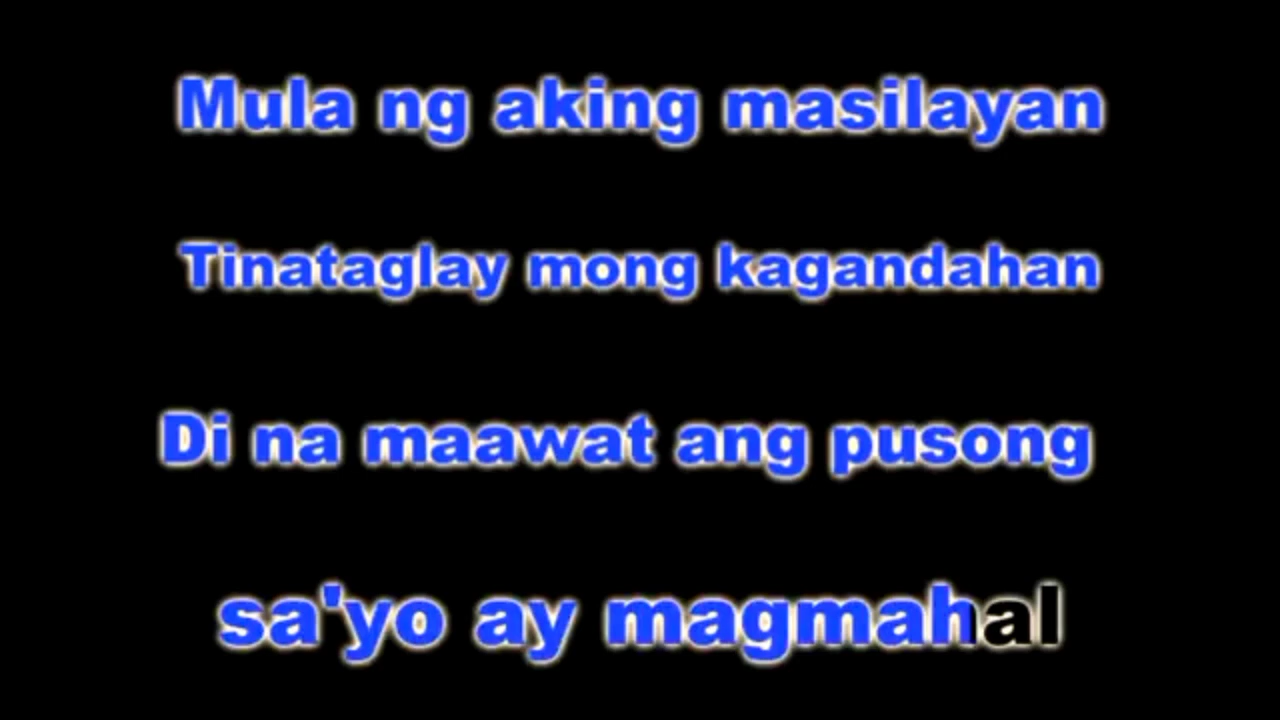 Mula ng aking masilayan
Tinataglay mong kagandahan
Di na maawat ang pusong
sa'yo ay magmahal